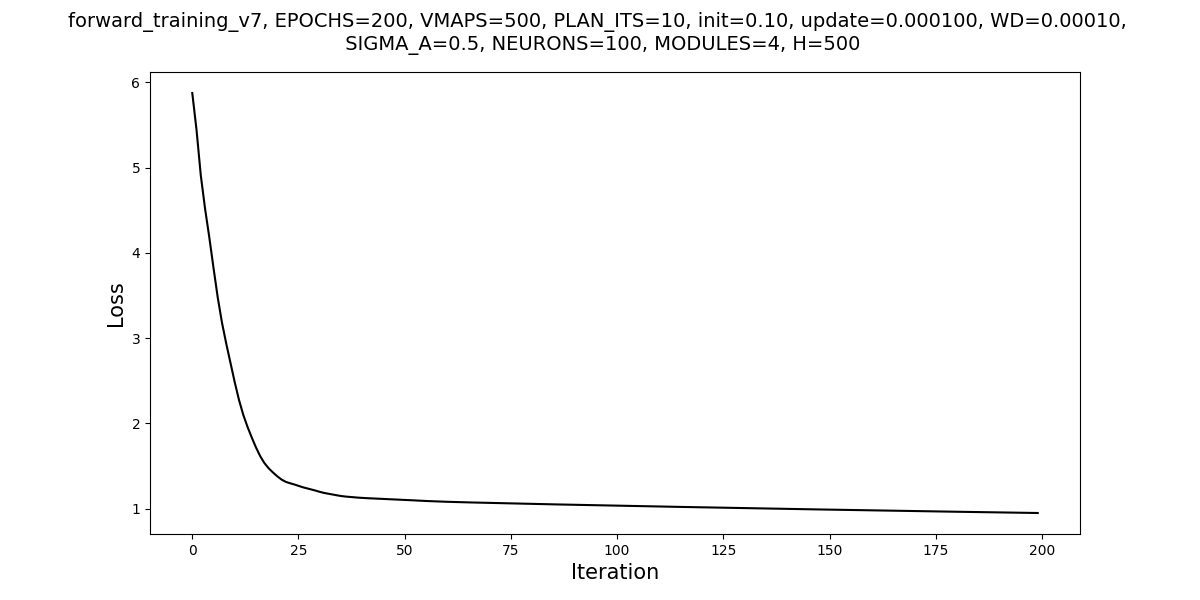 forward_training_v7, EPOCHS=200, VMAPS=500, PLAN_ITS=10, init=0.10, update=0.000100, WD=0.00010,
SIGMA_A=0.5, NEURONS=100, MODULES=4, H=500
6
5
4
3
2
1
Loss
0 25 50 75 100 125 150 175 200
Iteration